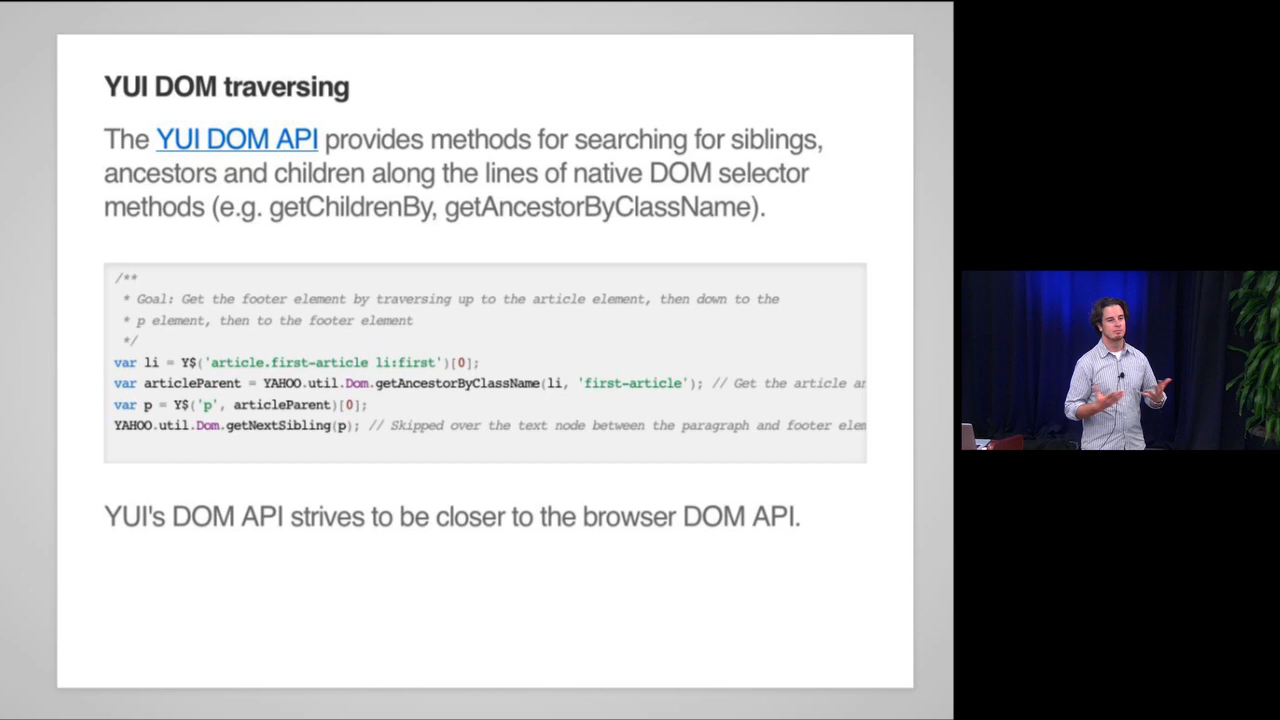 YUI DOM traversing
The YUI DOM API provides methods for searching for siblings,
ancestors and children along the lines of native DOM selector
methods (e.g. getChildrenBy, getAncestorByClassName).
/**
 * Goal: Get the footer element by traversing up to the article element, then down to the
 * p element, then to the footer element
 */
var li = Y$('article.first-article li:first')[0];
var articleParent = YAHOO.util.Dom.getAncestorByClassName(li, 'first-article'); // Get the article an
var p = Y$('p', articleParent)[0];
YAHOO.util.Dom.getNextSibling(p); // Skipped over the text node between the paragraph and footer elem
YUI's DOM API strives to be closer to the browser DOM API.